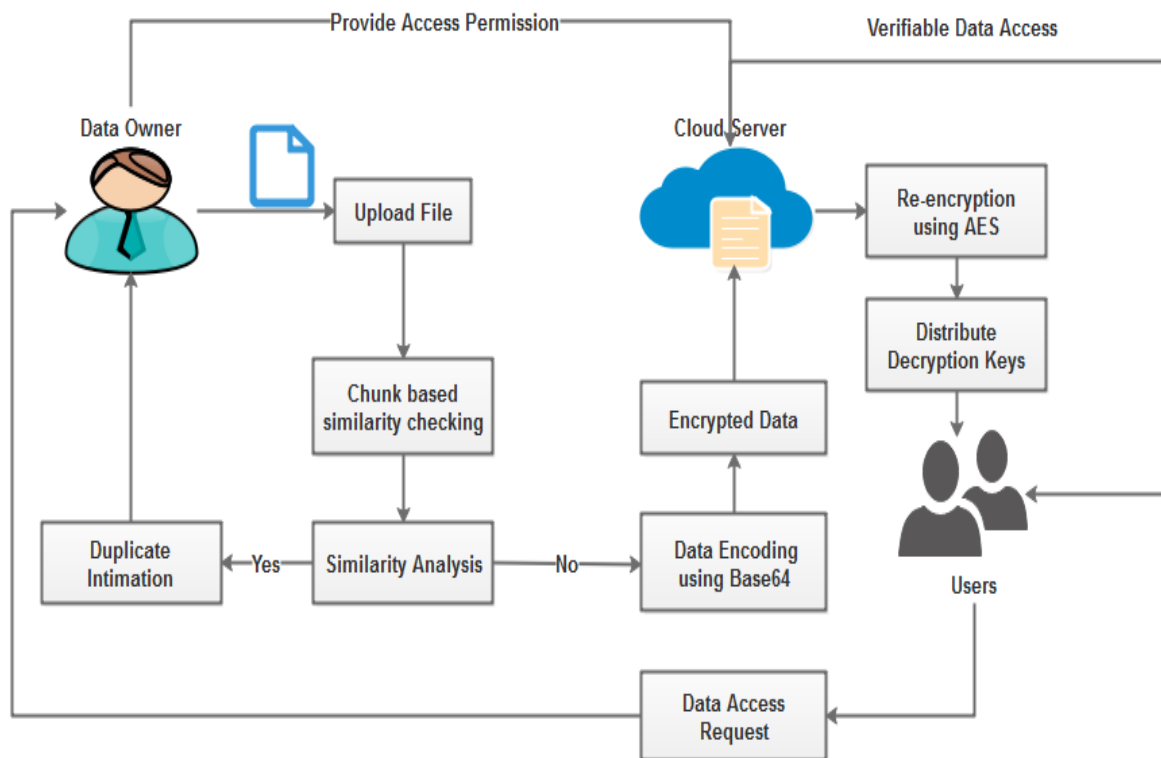 Provide Access Permission
Verifiable Data Access
Data Owner
Cloud Server
Upload File
Re-encryption
using AES
Distribute
Decryption Keys
Chunk based
similarity checking
Encrypted Data
Duplicate
Intimation
Yes
Similarity Analysis
No
Data Encoding
using Base64
Users
Data Access
Request